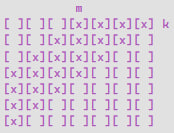 m
[ ][ ][ ][x][x][x][x] k
[ ][ ][x][x][x][x][ ]
[ ][x][x][x][x][ ][ ]
[x][x][x][x][ ][ ][ ]
[x][x][x][ ][ ][ ][ ]
[x][x][ ][ ][ ][ ][ ]
[x][ ][ ][ ][ ][ ][ ]